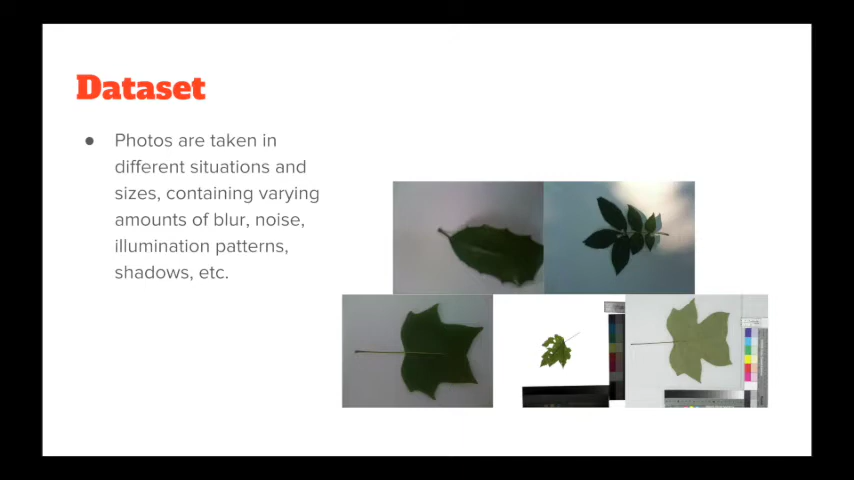 Dataset
● Photos are taken in
different situations and
sizes, containing varying
amounts of blur, noise,
illumination patterns,
shadows, etc.